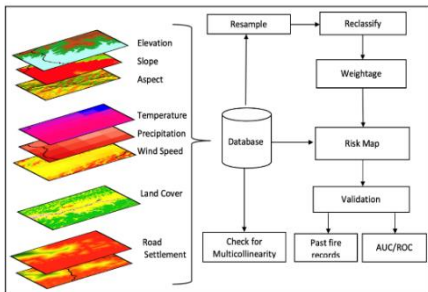 Elevation
Slope
Aspect
Temperature
Precipitation
Wind Speed
Land Cover
Road
Settlement
Database
Resample
Reclassify
Weightage
Risk Map
Validation
Check for
Multicollinarity
Past fire
records
AUC/ROC